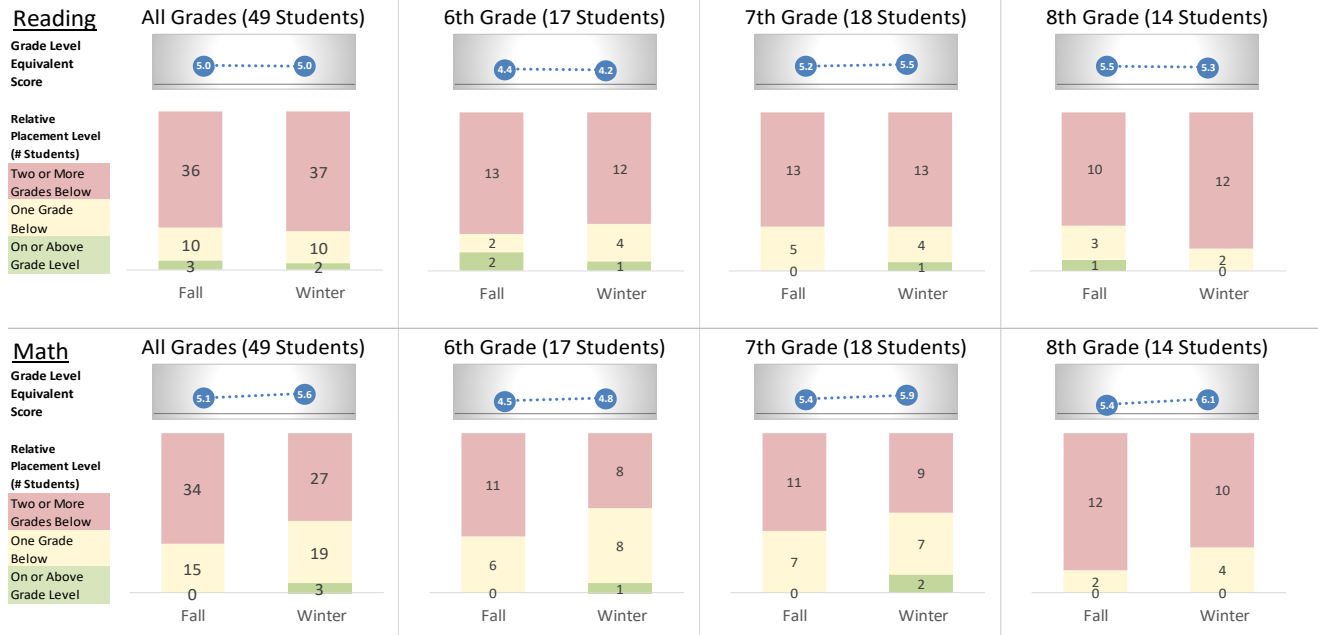 Reading
All Grades (49 Students)
6th Grade (17 Students)
7th Grade (18 Students)
8th Grade (14 Students)
Grade Level
Equivalent
Score
5.0 5.0
4.4 4.2
5.2 5.5
5.5 5.3
Relative
Placement Level
(# Students)
Two or More
Grades Below
One Grade
Below
On or Above
Grade Level
36 37
10 10
3 2
Fall Winter
13 12
2 4
2 1
Fall Winter
13 13
5 4
0 1
Fall Winter
10 12
3 2
1 0
Fall Winter
Math
All Grades (49 Students)
6th Grade (17 Students)
7th Grade (18 Students)
8th Grade (14 Students)
Grade Level
Equivalent
Score
5.1 5.6
4.5 4.8
5.4 5.9
5.4 6.1
Relative
Placement Level
(# Students)
Two or More
Grades Below
One Grade
Below
On or Above
Grade Level
34 27
15 19
0 3
Fall Winter
11 8
6 8
0 1
Fall Winter
11 9
7 7
0 2
Fall Winter
12 10
2 4
0 0
Fall Winter